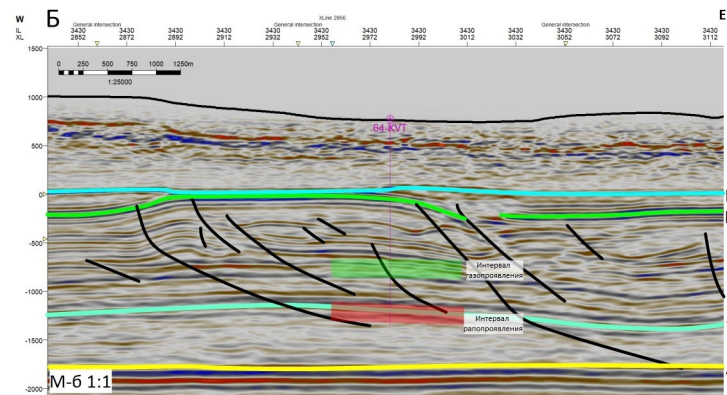 W
Б
E
XLine 2956
General intersection
General intersection
General intersection
IL 3430 3430 3430 3430 3430 3430 3430 3430 3430 3430 3430 3430 3430 3430
XL 2852 2872 2892 2912 2932 2952 2972 2992 3012 3032 3052 3072 3092 3112
1500
0 250 500 750 1000 1250m
1:25000
1000
64-KVT
500
0
-500
Интервал
газопроявления
-1000
Интервал
рапопроявления
-1500
М-б 1:1
-2000